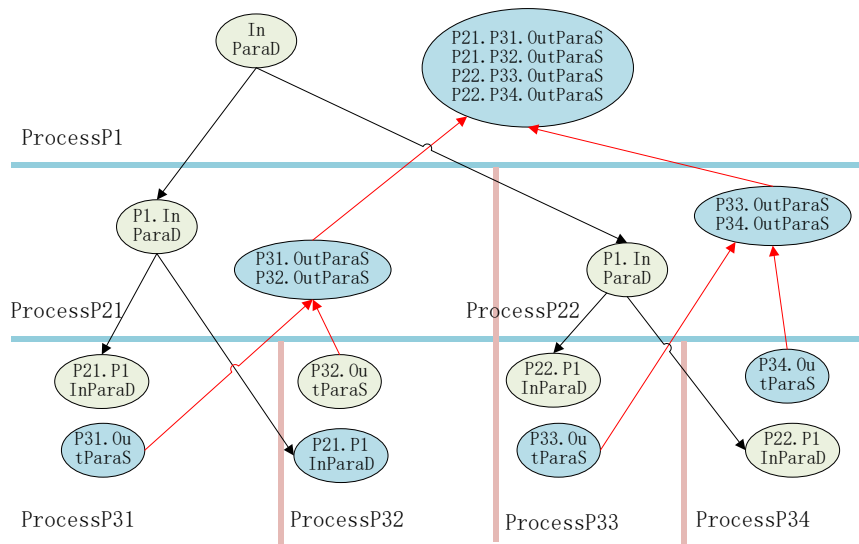 In
ParaD
P21.P31.OutParaS
P21.P32.OutParaS
P22.P33.OutParaS
P22.P34.OutParaS
ProcessP1
P1.In
ParaD
P31.OutParaS
P32.OutParaS
ProcessP21
P1.In
ParaD
P33.OutParaS
P34.OutParaS
ProcessP22
P21.P1
InParaD
P31.Ou
tParaS
ProcessP31
P32.Ou
tParaS
P21.P1
InParaD
ProcessP32
P22.P1
InParaD
P33.Ou
tParaS
ProcessP33
P34.Ou
tParaS
P22.P1
InParaD
ProcessP34